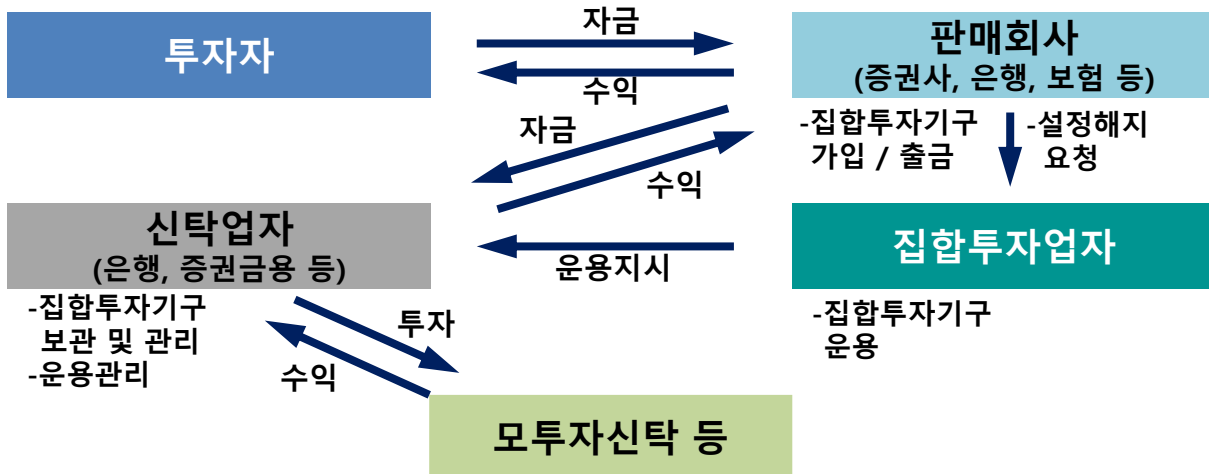 투자자
자금
수익
판매회사
(증권사, 은행, 보험 등)
-집합투자기구
가입 / 출금
-설정해지
요청
자금
수익
신탁업자
(은행, 증권금용 등)
운용지시
집합투자업자
-집합투자기구
보관 및 관리
-운용관리
투자
수익
-집합투자기구
운용
모투자신탁 등